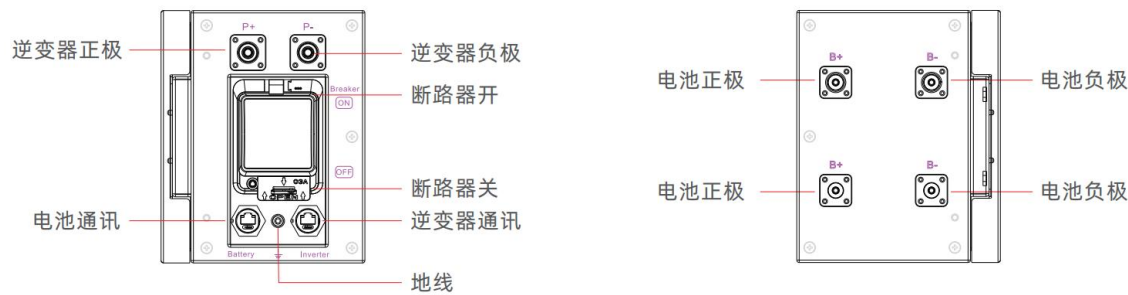 P+ P-
逆变器正极
逆变器负极
Breaker
ON
断路器开
OFF
断路器关
电池通讯
逆变器通讯
Battery Inverter
地线
B+ B-
电池正极
电池负极
B+ B-
电池正极
电池负极